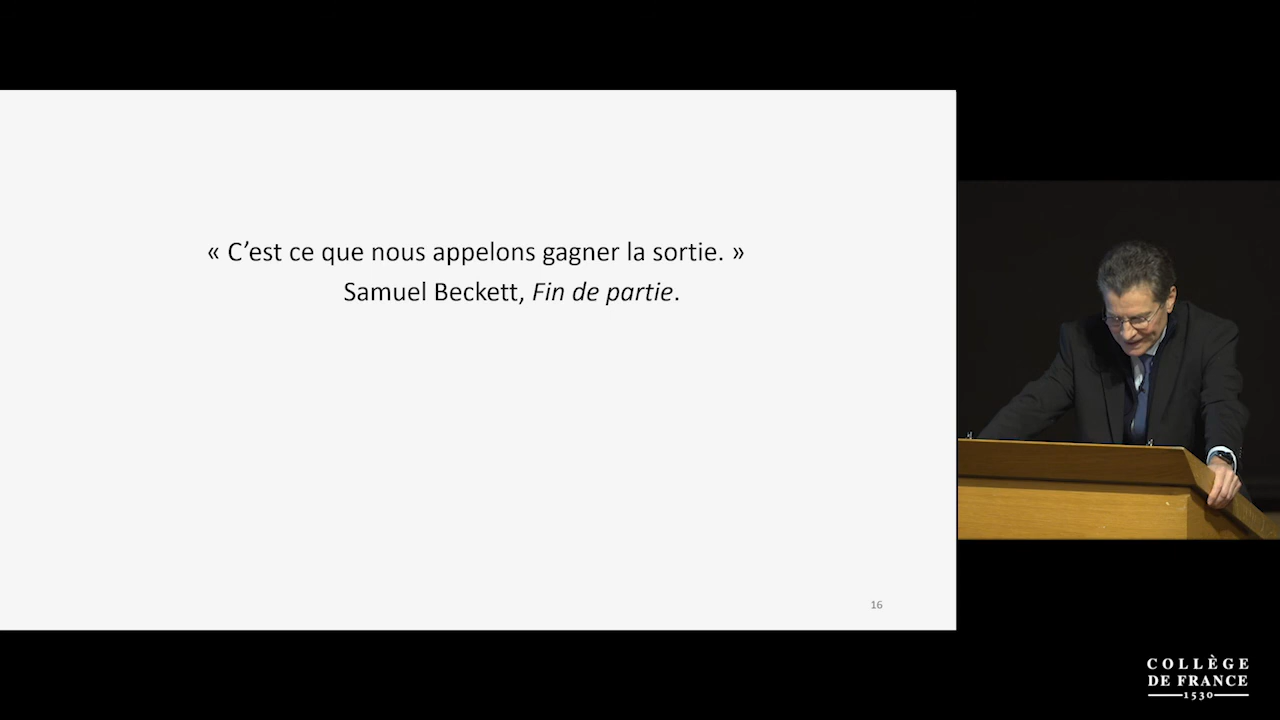 « C’est ce que nous appelons gagner la sortie. »
Samuel Beckett, Fin de partie.
16
COLLÈGE
DE FRANCE
1530